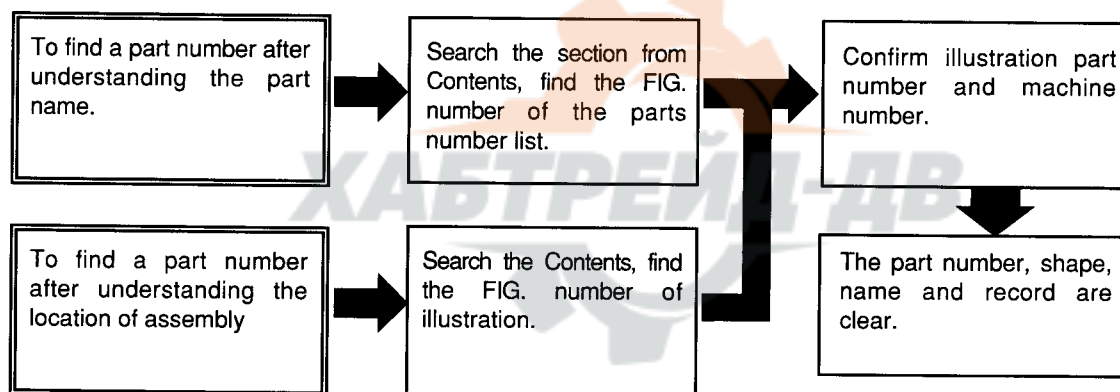 To find a part number after
understanding the part
name.
Search the section from
Contents, find the FIG.
number of the parts
number list.
Confirm illustration part
number and machine
number.
To find a part number
after understanding the
location of assembly
Search the Contents, find
the FIG. number of
illustration.
The part number, shape,
name and record are
clear.
ХАБТРЕЙД-ДВ